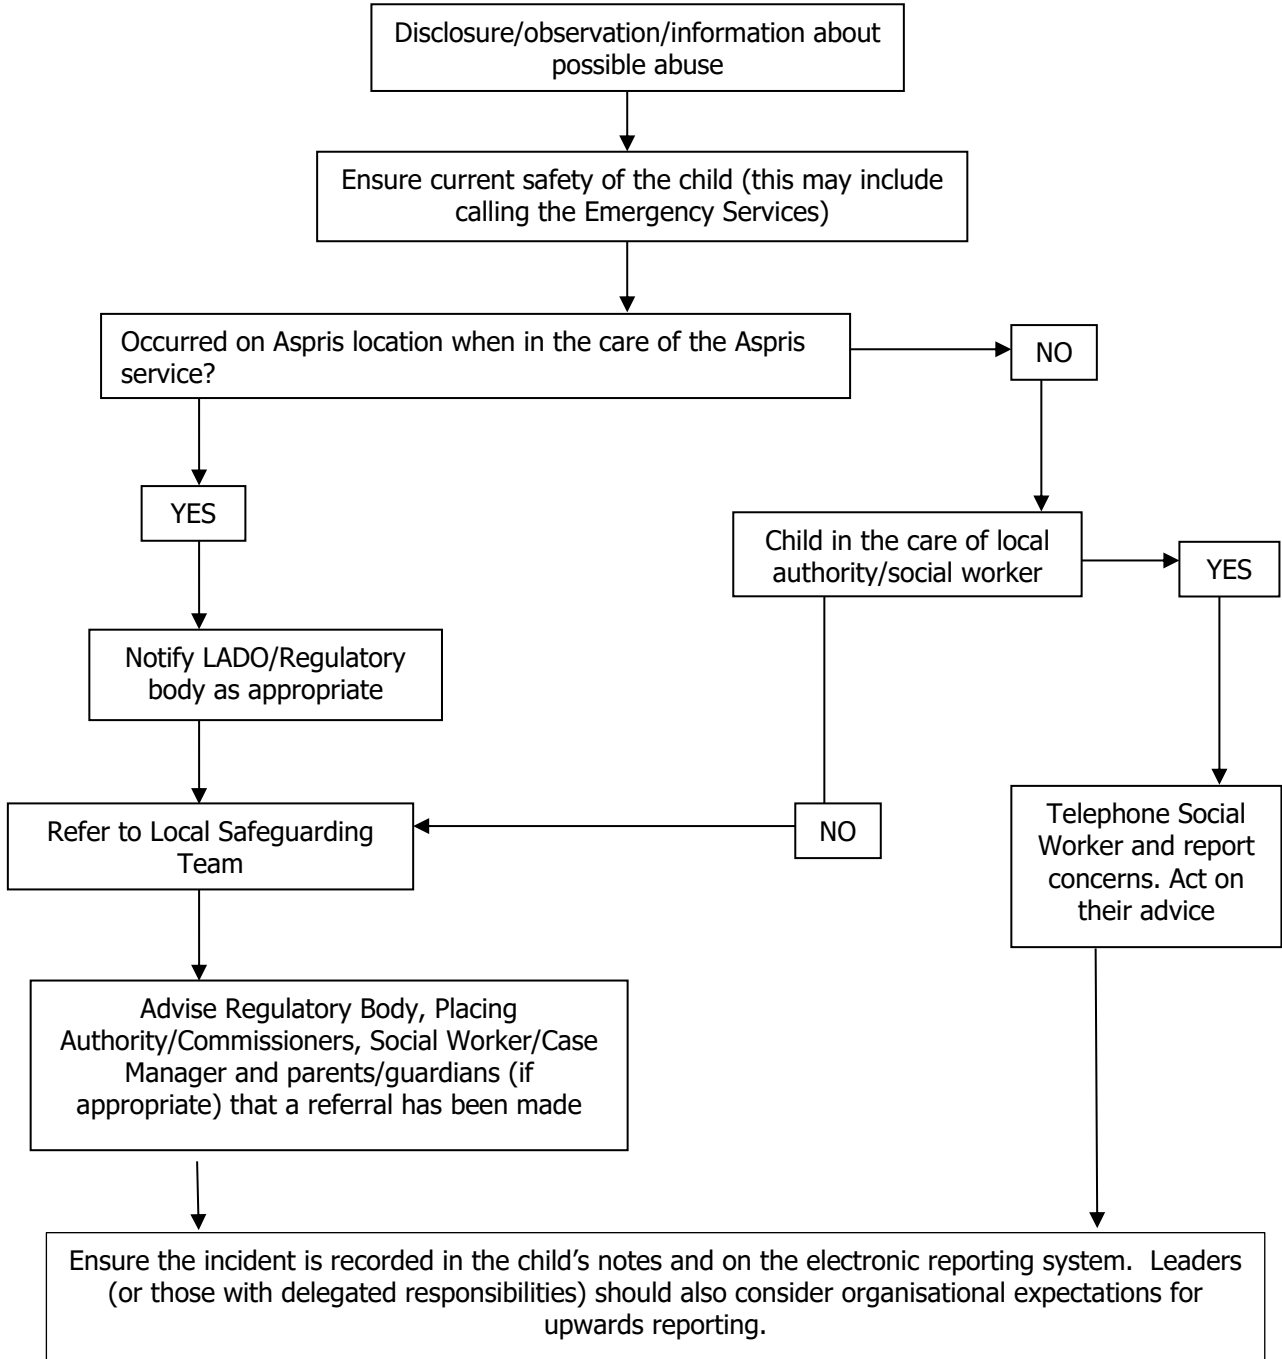 Disclosure/observation/information about
possible abuse
Ensure current safety of the child (this may include
calling the Emergency Services)
Occurred on Aspris location when in the care of the Aspris
service?
NO
YES
Child in the care of local
authority/social worker
YES
Notify LADO/Regulatory
body as appropriate
Refer to Local Safeguarding
Team
NO
Telephone Social
Worker and report
concerns. Act on
their advice
Advise Regulatory Body, Placing
Authority/Commissioners, Social Worker/Case
Manager and parents/guardians (if
appropriate) that a referral has been made
Ensure the incident is recorded in the child’s notes and on the electronic reporting system.  Leaders
(or those with delegated responsibilities) should also consider organisational expectations for
upwards reporting.